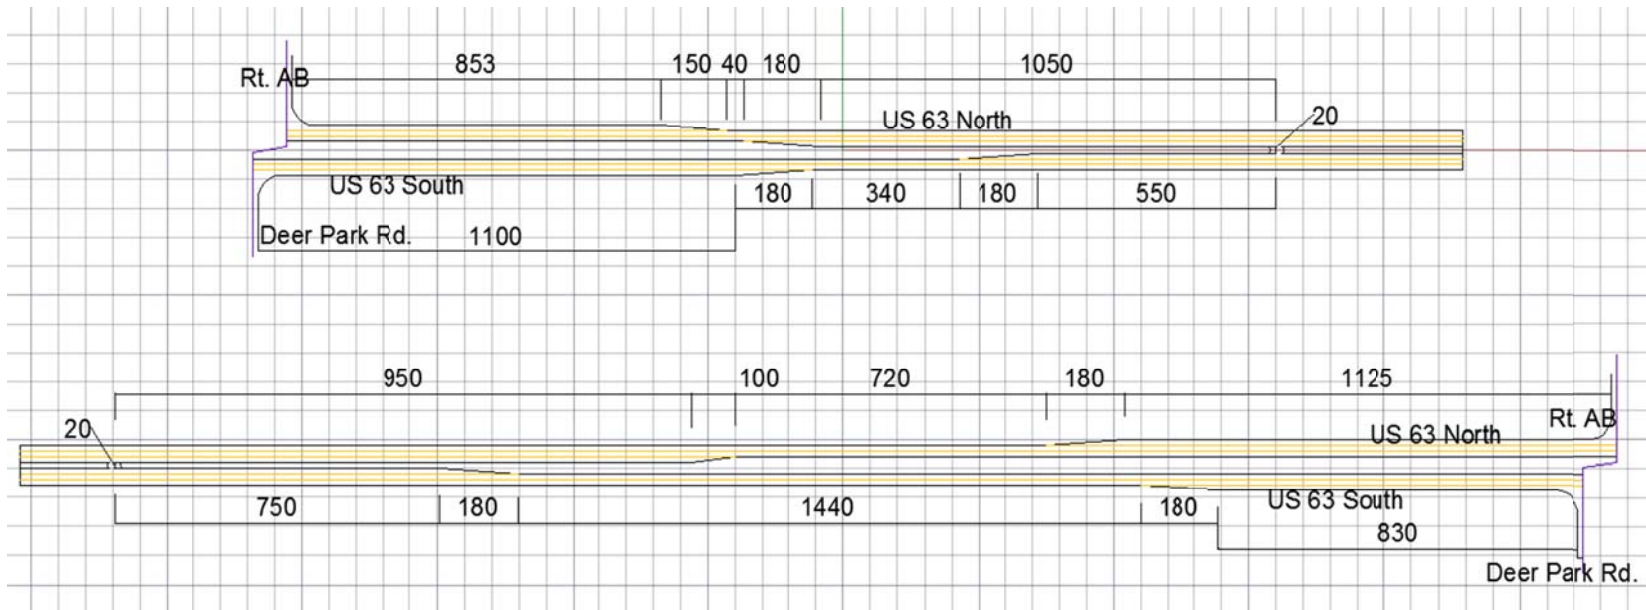 853 150 40 180 1050
Rt. AB
20
US 63 North
US 63 South
180 340 180 550
Deer Park Rd. 1100
950 100 720 180 1125
20
Rt. AB
US 63 North
US 63 South
750 180 1440 180
830
Deer Park Rd.